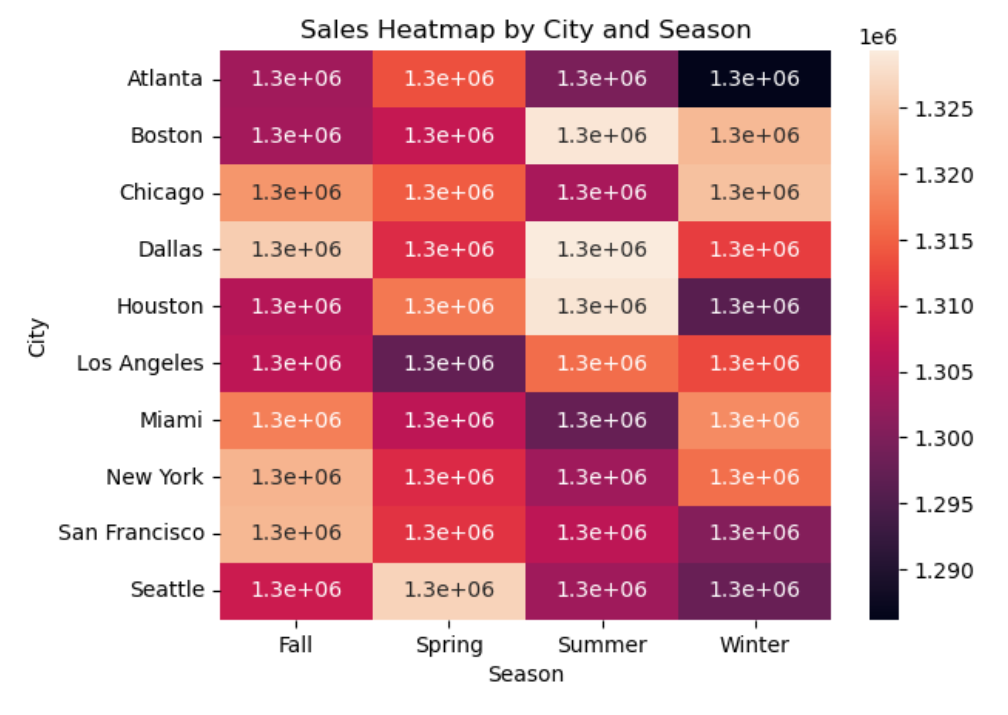 Sales Heatmap by City and Season
1e6
Atlanta 1.3e+06 1.3e+06 1.3e+06 1.3e+06
1.325
Boston 1.3e+06 1.3e+06 1.3e+06 1.3e+06
1.320
Chicago 1.3e+06 1.3e+06 1.3e+06 1.3e+06
1.315
Dallas 1.3e+06 1.3e+06 1.3e+06 1.3e+06
Houston 1.3e+06 1.3e+06 1.3e+06 1.3e+06
1.310
City
Los Angeles 1.3e+06 1.3e+06 1.3e+06 1.3e+06
1.305
Miami 1.3e+06 1.3e+06 1.3e+06 1.3e+06
1.300
New York 1.3e+06 1.3e+06 1.3e+06 1.3e+06
1.295
San Francisco 1.3e+06 1.3e+06 1.3e+06 1.3e+06
1.290
Seattle 1.3e+06 1.3e+06 1.3e+06 1.3e+06
Fall Spring Summer Winter
Season